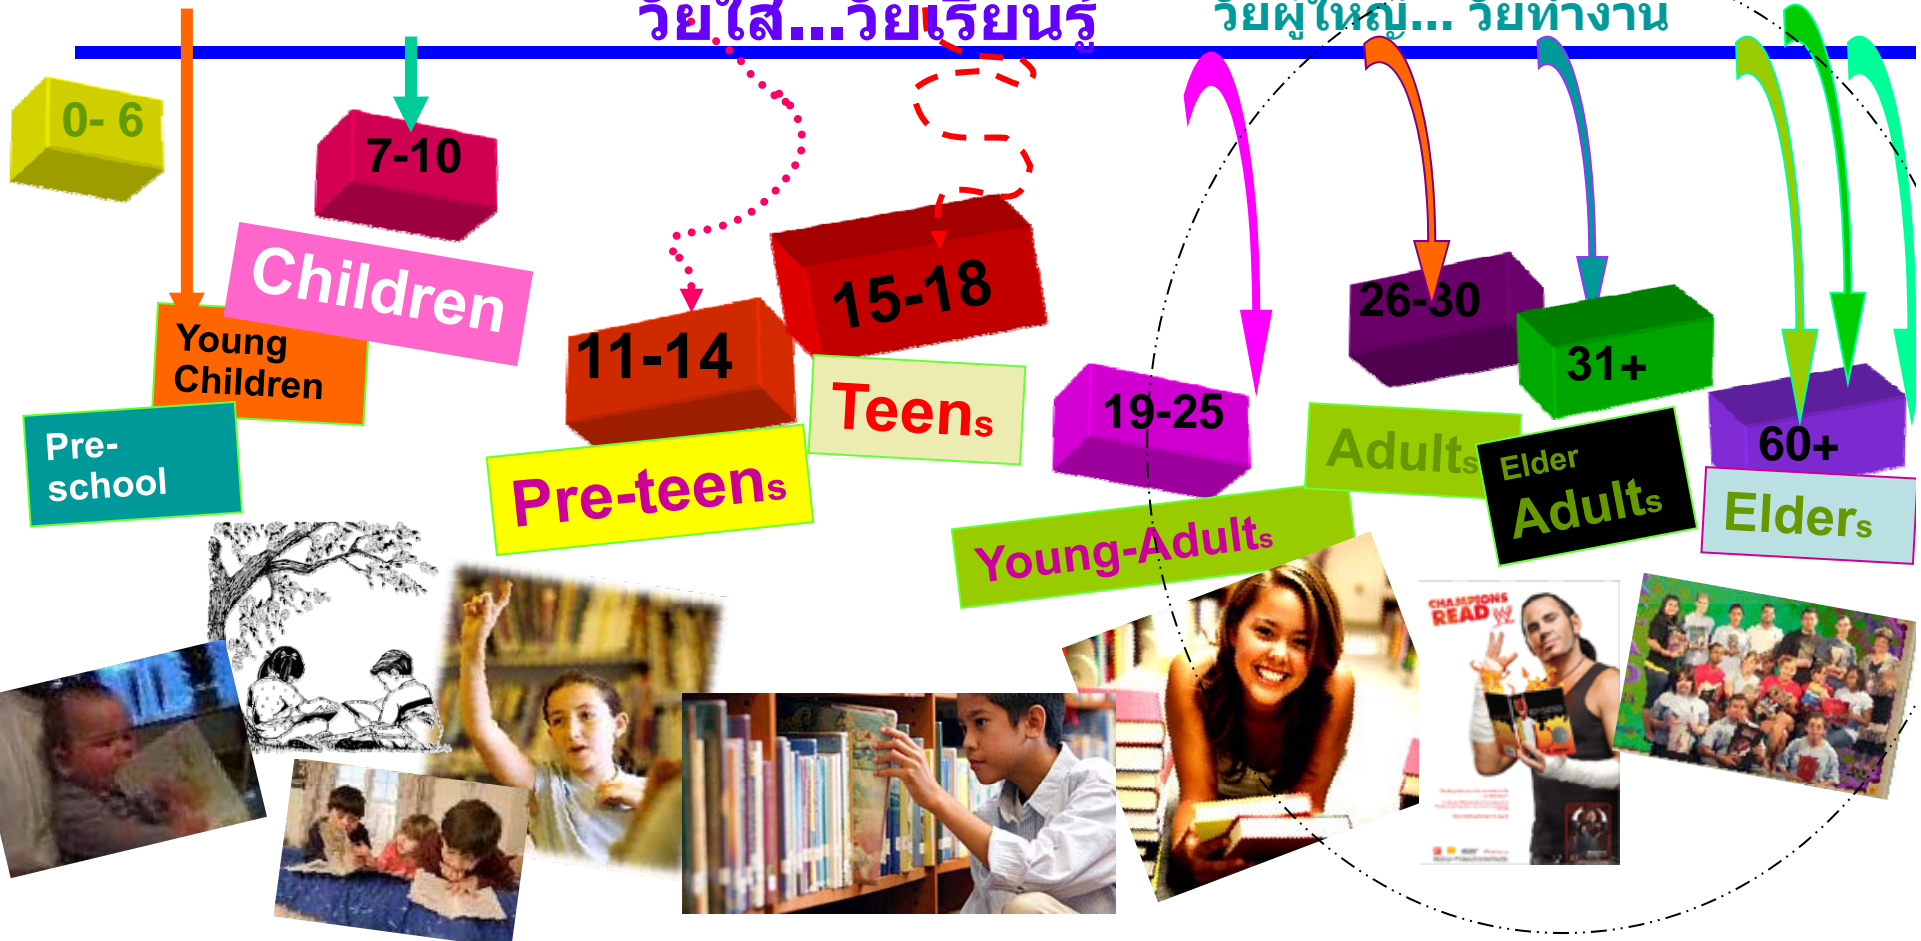 วัยใส...วัยเรียนรู้
วัยผู้ใหญ่... วัยทำงาน
0- 6
7-10
Children
Young
Children
Pre-
school
11-14
15-18
Teens
Pre-teens
19-25
Young-Adults
26-30
31+
Adults
Elder
Adults
60+
Elders
CHAMPIONS
READ